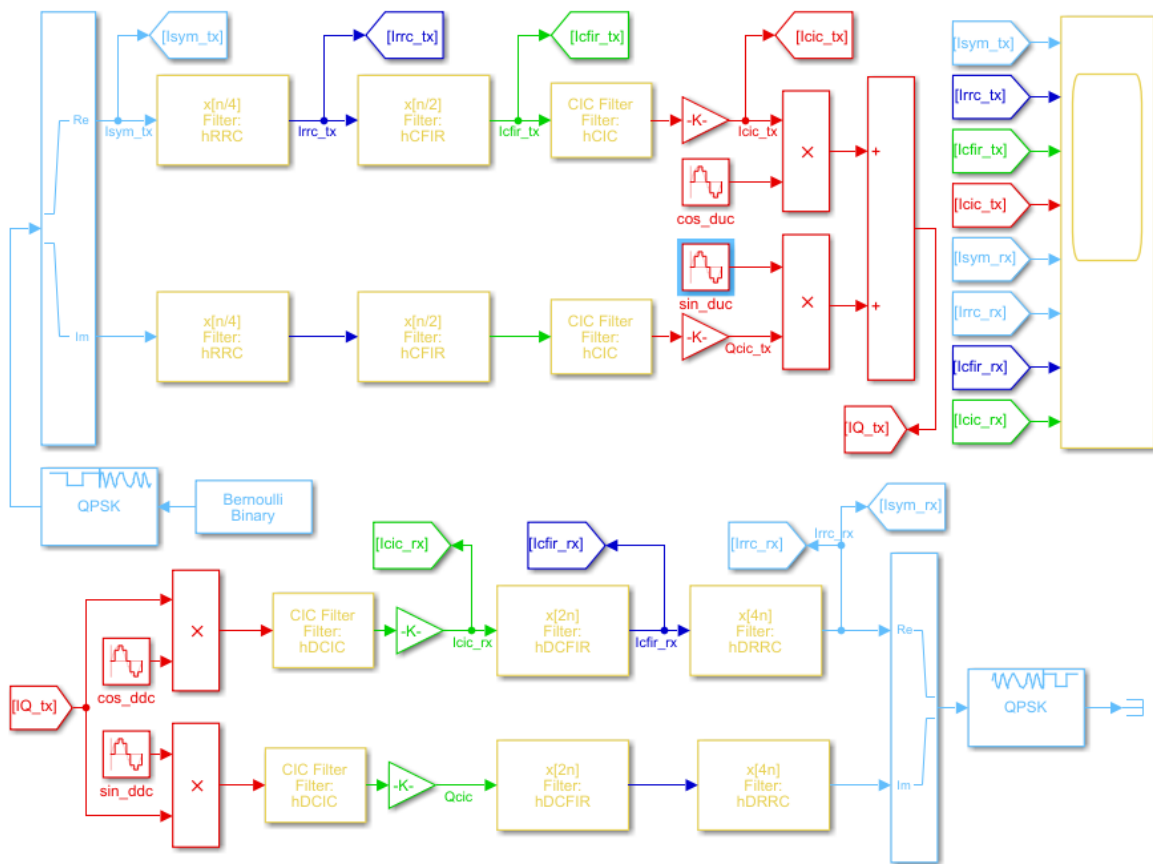 [Isym_tx]
[Irrc_tx]
[Icfir_tx]
[Icic_tx]
Re
Isym_tx
x[n/4]
Filter:
hRRC
Irrc_tx
x[n/2]
Filter:
hCFIR
Icfir_tx
CIC Filter
Filter:
hCIC
-K-
Icic_tx
×
+
cos_duc
sin_duc
×
+
Im
x[n/4]
Filter:
hRRC
x[n/2]
Filter:
hCFIR
CIC Filter
Filter:
hCIC
-K-
Qcic_tx
[IQ_tx]
[Isym_tx]
[Irrc_tx]
[Icfir_tx]
[Icic_tx]
[Isym_rx]
[Irrc_rx]
[Icfir_rx]
[Icic_rx]
QPSK
Bernoulli
Binary
[Icic_rx]
[Icfir_rx]
[Irrc_rx]
Irrc_rx
[Isym_rx]
×
CIC Filter
Filter:
hDCIC
-K-
Icic_rx
x[2n]
Filter:
hDCFIR
Icfir_rx
x[4n]
Filter:
hDRRC
Re
cos_ddc
[IQ_tx]
sin_ddc
×
CIC Filter
Filter:
hDCIC
-K-
Qcic
x[2n]
Filter:
hDCFIR
x[4n]
Filter:
hDRRC
Im
QPSK